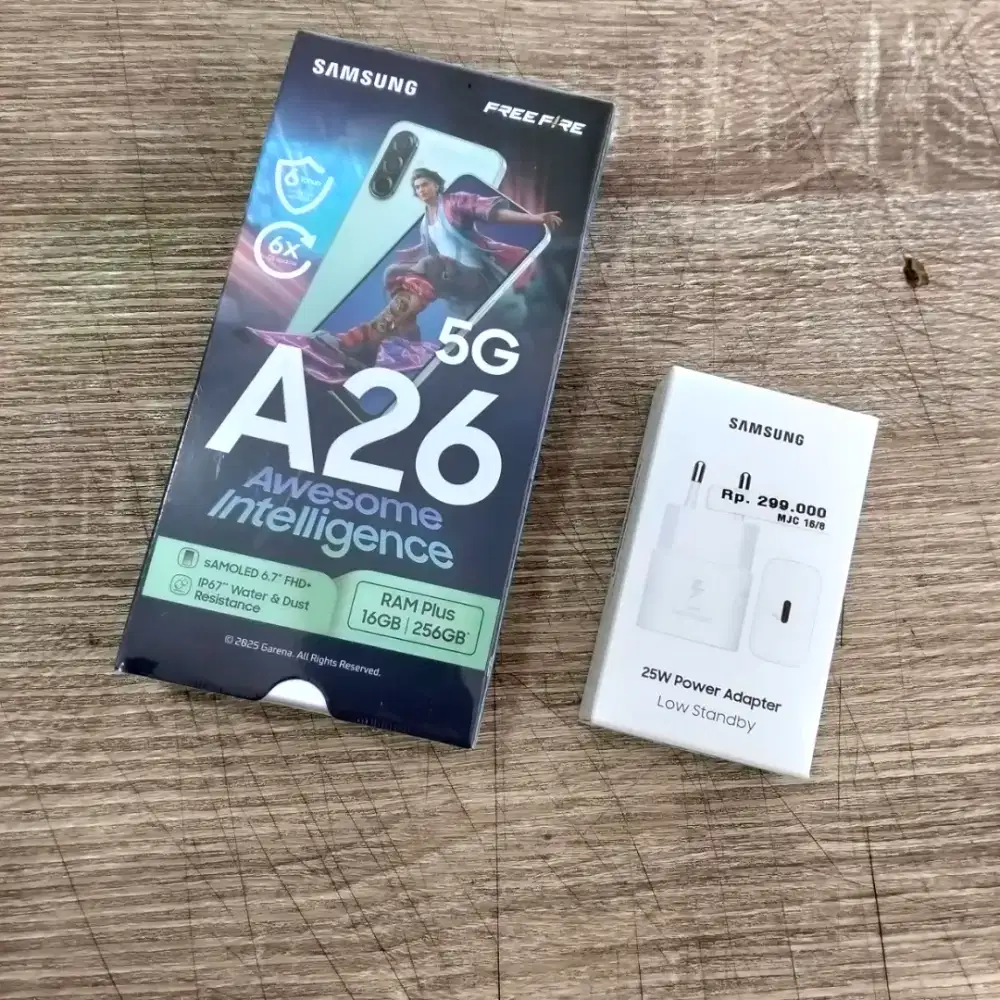 SAMSUNG
FREE FIRE
6
6X
5G
A26
Awesome
Intelligence
sAMOLED 6.7" FHD+
IP67** Water & Dust
Resistance
RAM Plus
16GB | 256GB*
© 2025 Garena. All Rights Reserved.
SAMSUNG
Rp. 299.000
MJC 16/8
25W Power Adapter
Low Standby